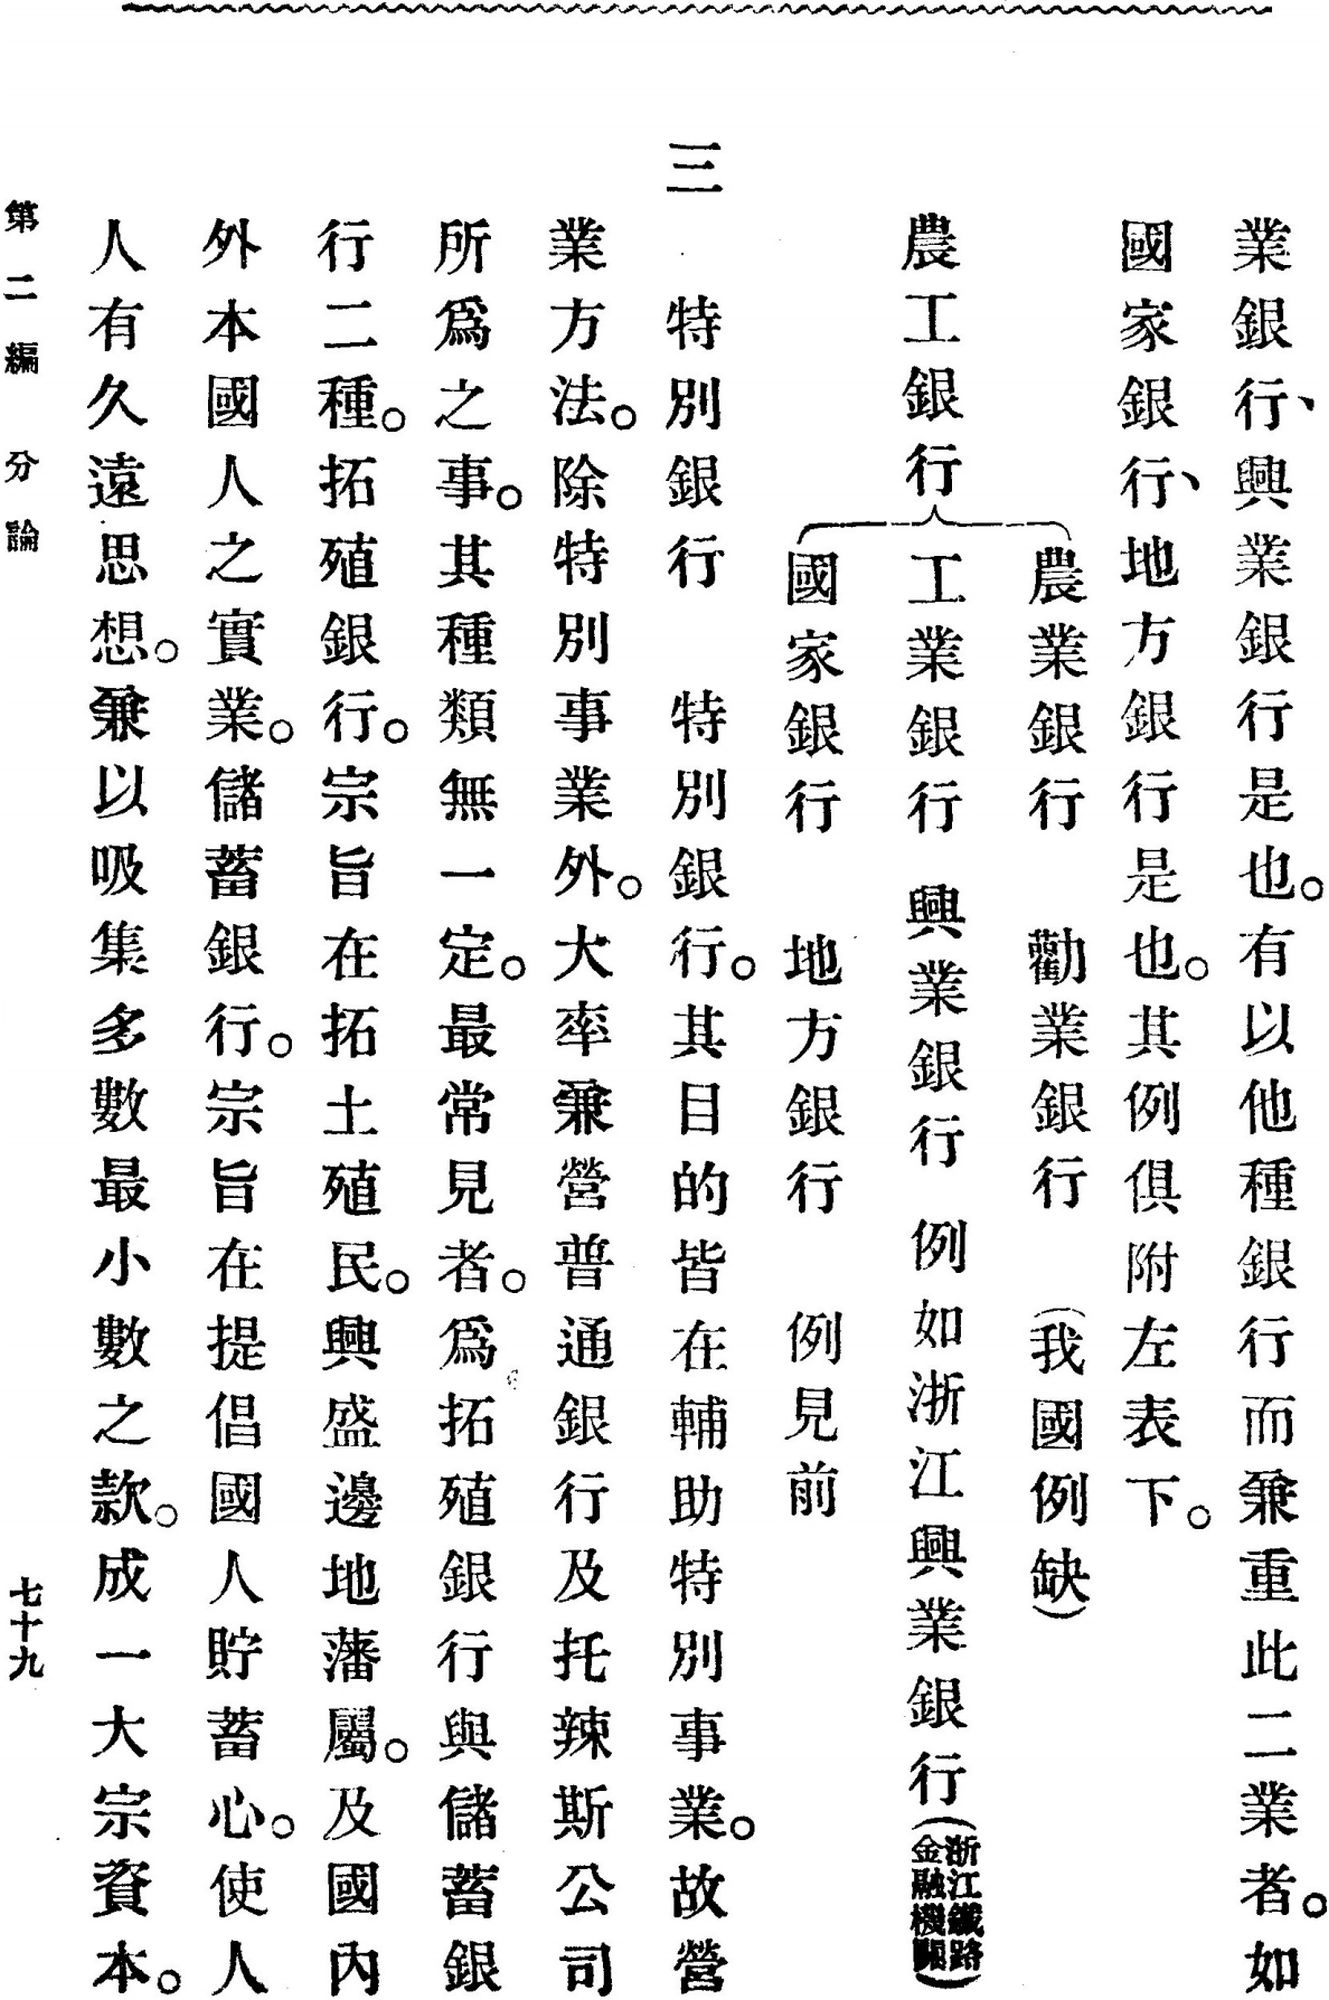 業銀行、興業銀行是也。有以他種銀行而兼重此二業者。如
國家銀行、地方銀行是也。其例俱附左表下。
農業銀行　勸業銀行　（我國例缺）
農工銀行　工業銀行　興業銀行　例如浙江興業銀行（浙江鐵路金融機關）
國家銀行　地方銀行　例見前
三　特別銀行　特別銀行。其目的皆在輔助特別事業。故營
業方法。除特別事業外。大率兼營普通銀行及托辣斯公司
所爲之事。其種類無一定。最常見者。爲拓殖銀行與儲蓄銀
行二種。拓殖銀行。宗旨在拓土殖民。興盛邊地藩屬。及國內
外本國人之實業。儲蓄銀行。宗旨在提倡國人貯蓄心。使人
人有久遠思想。兼以吸集多數最小數之款。成一大宗資本。
第二編　分論　七十九